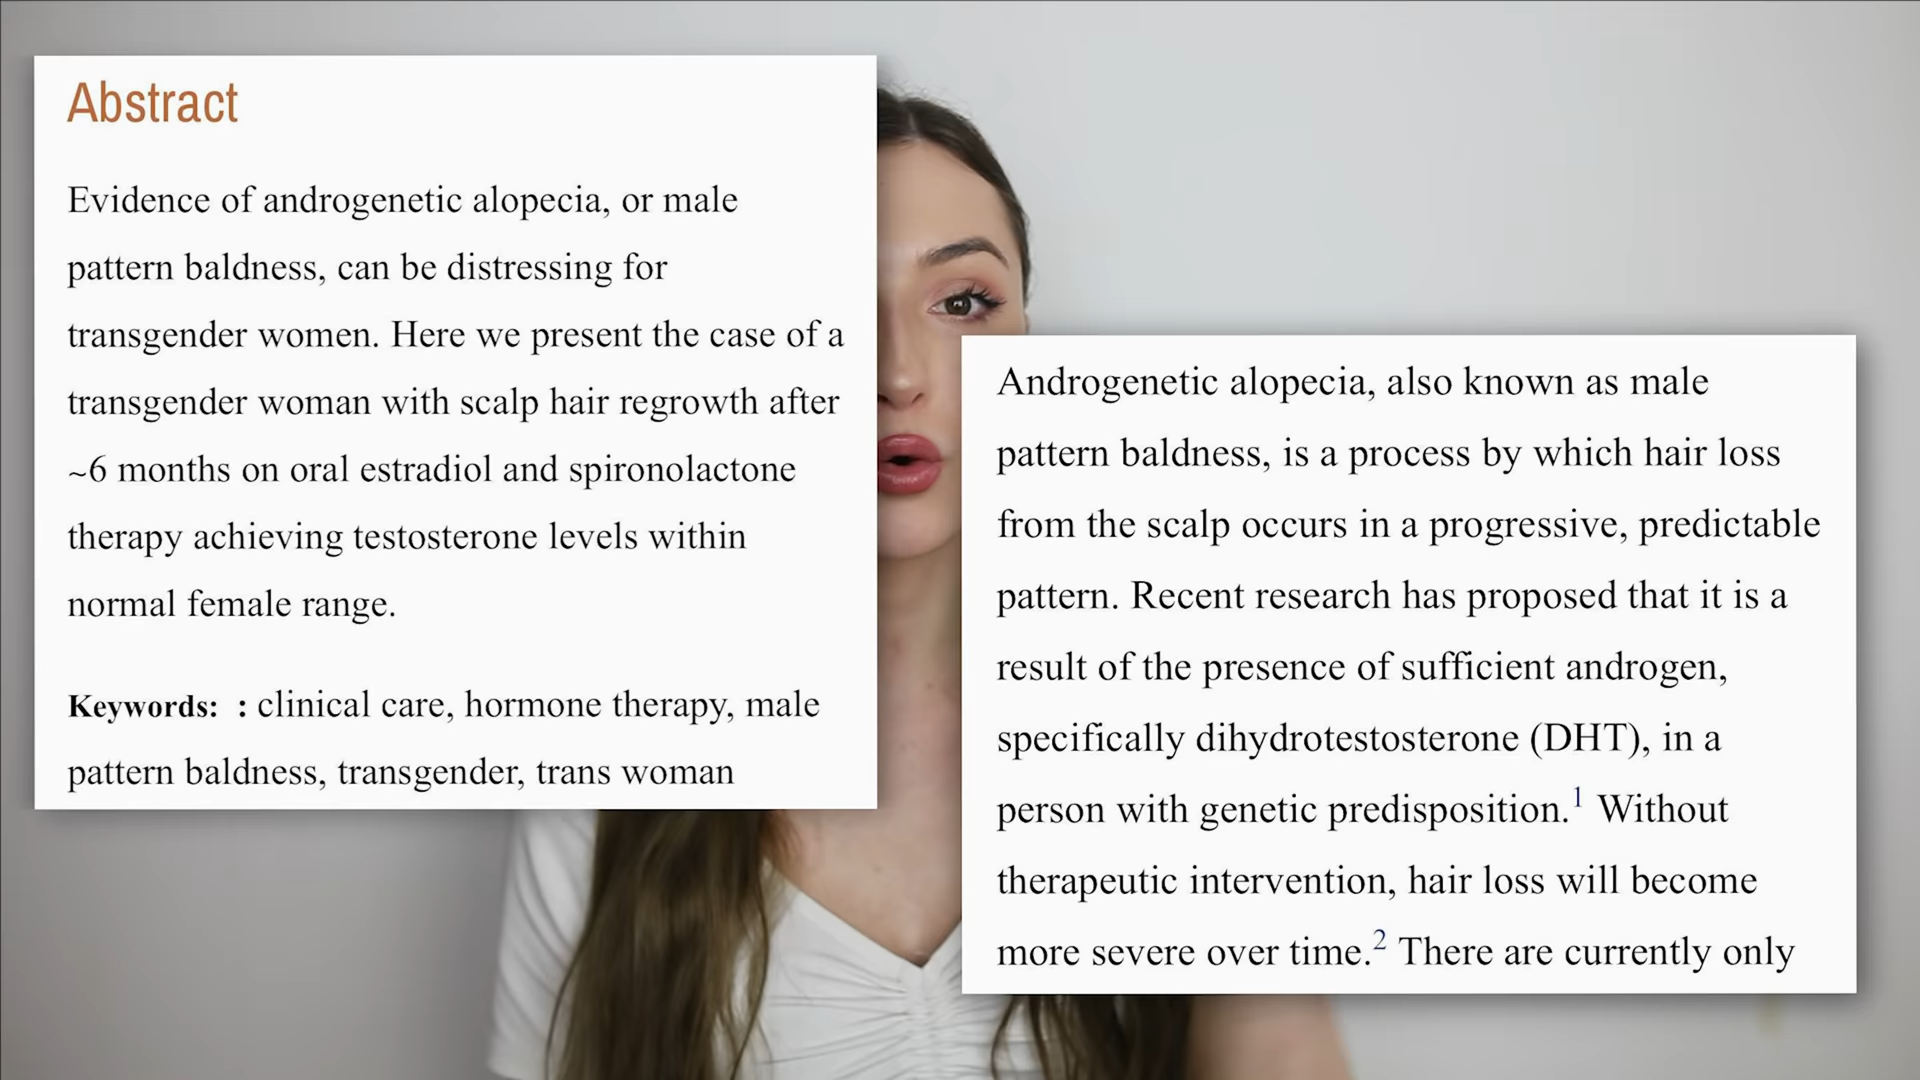 Abstract
Evidence of androgenetic alopecia, or male
pattern baldness, can be distressing for
transgender women. Here we present the case of a
transgender woman with scalp hair regrowth after
~6 months on oral estradiol and spironolactone
therapy achieving testosterone levels within
normal female range.
Keywords: : clinical care, hormone therapy, male
pattern baldness, transgender, trans woman
Androgenetic alopecia, also known as male
pattern baldness, is a process by which hair loss
from the scalp occurs in a progressive, predictable
pattern. Recent research has proposed that it is a
result of the presence of sufficient androgen,
specifically dihydrotestosterone (DHT), in a
person with genetic predisposition.1 Without
therapeutic intervention, hair loss will become
more severe over time.2 There are currently only